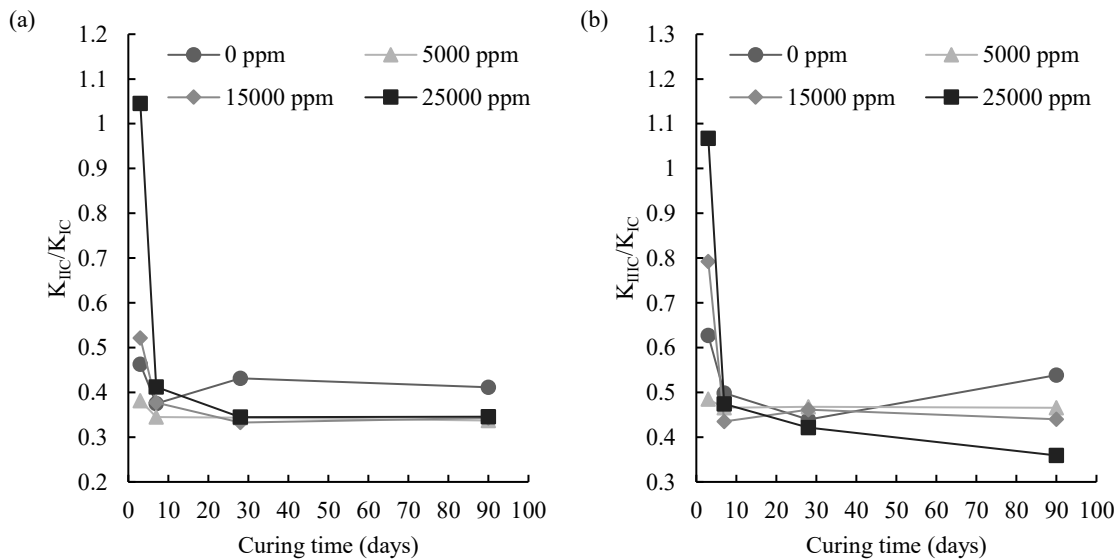 (a)
1.2
1.1
1
0.9
0.8
0.7
0.6
0.5
0.4
0.3
0.2
0 ppm
5000 ppm
15000 ppm
25000 ppm
K_IIC/K_IC
0 10 20 30 40 50 60 70 80 90 100
Curing time (days)
(b)
1.3
1.2
1.1
1
0.9
0.8
0.7
0.6
0.5
0.4
0.3
0 ppm
5000 ppm
15000 ppm
25000 ppm
K_IIIC/K_IC
0 10 20 30 40 50 60 70 80 90 100
Curing time (days)